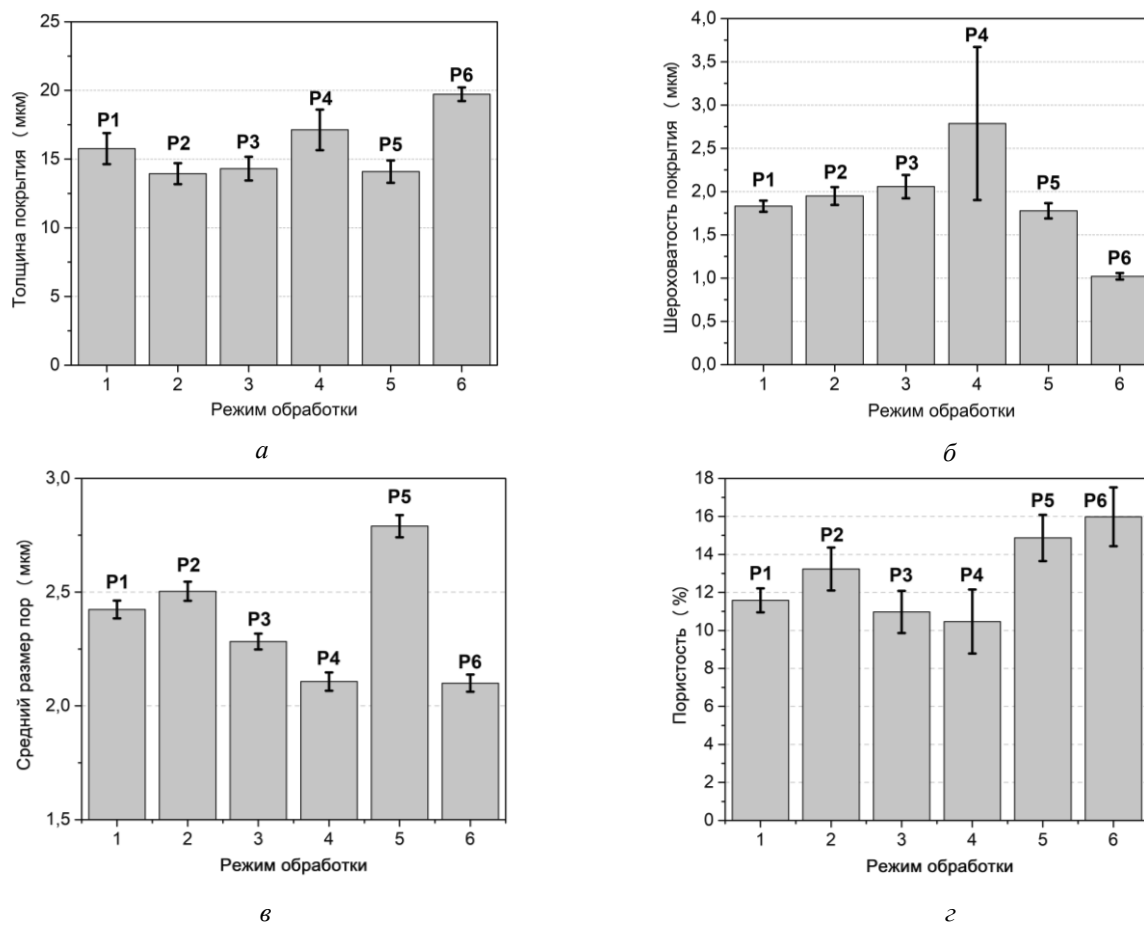 25
20
15
10
5
0
Толщина покрытия ( мкм)
P1
P2
P3
P4
P5
P6
1 2 3 4 5 6
Режим обработки
а
4,0
3,5
3,0
2,5
2,0
1,5
1,0
0,5
0,0
Шероховатость покрытия ( мкм)
P1
P2
P3
P4
P5
P6
1 2 3 4 5 6
Режим обработки
б
3,0
2,5
2,0
1,5
Средний размер пор ( мкм)
P1
P2
P3
P4
P5
P6
1 2 3 4 5 6
Режим обработки
в
18
16
14
12
10
8
6
4
2
0
Пористость ( %)
P1
P2
P3
P4
P5
P6
1 2 3 4 5 6
Режим обработки
г